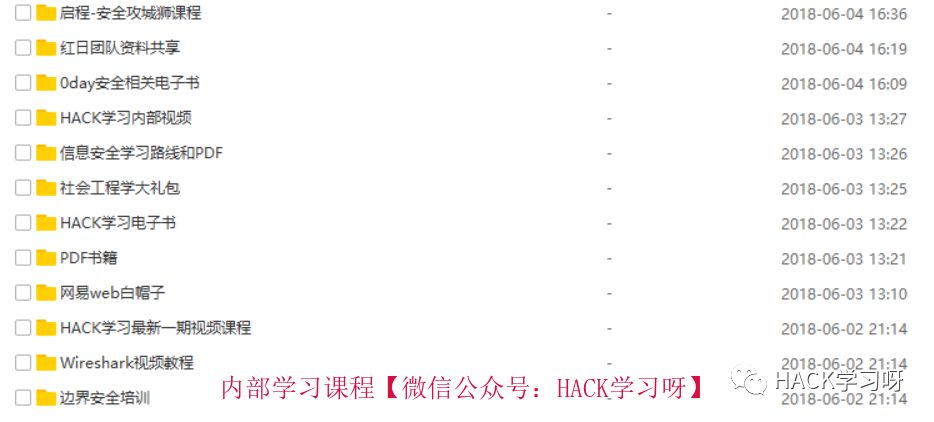 启程-安全攻城狮课程 - 2018-06-04 16:36
红日团队资料共享 - 2018-06-04 16:19
0day安全相关电子书 - 2018-06-04 16:09
HACK学习内部视频 - 2018-06-03 13:27
信息安全学习路线和PDF - 2018-06-03 13:26
社会工程学大礼包 - 2018-06-03 13:25
HACK学习电子书 - 2018-06-03 13:22
PDF书籍 - 2018-06-03 13:21
网易web白帽子 - 2018-06-03 13:10
HACK学习最新一期视频课程 - 2018-06-02 21:14
Wireshark视频教程 - 2018-06-02 21:14
内部学习课程【微信公众号：HACK学习呀】
HACK学习呀
边界安全培训 - 2018-06-02 21:14